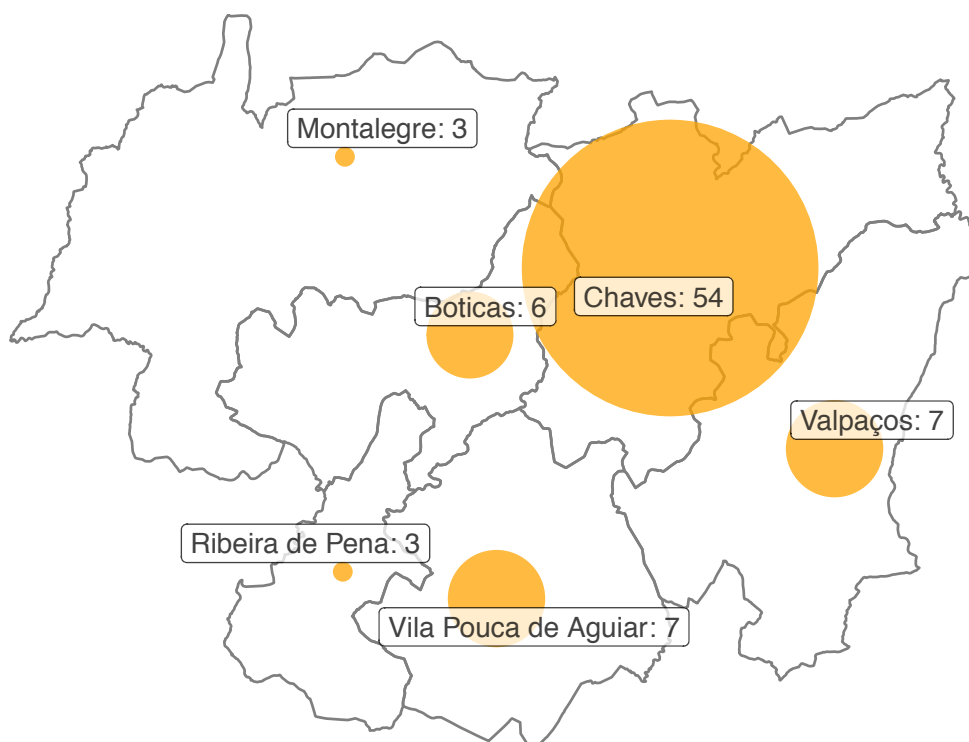 Montalegre: 3
Chaves: 54
Boticas: 6
Valpaços: 7
Ribeira de Pena: 3
Vila Pouca de Aguiar: 7